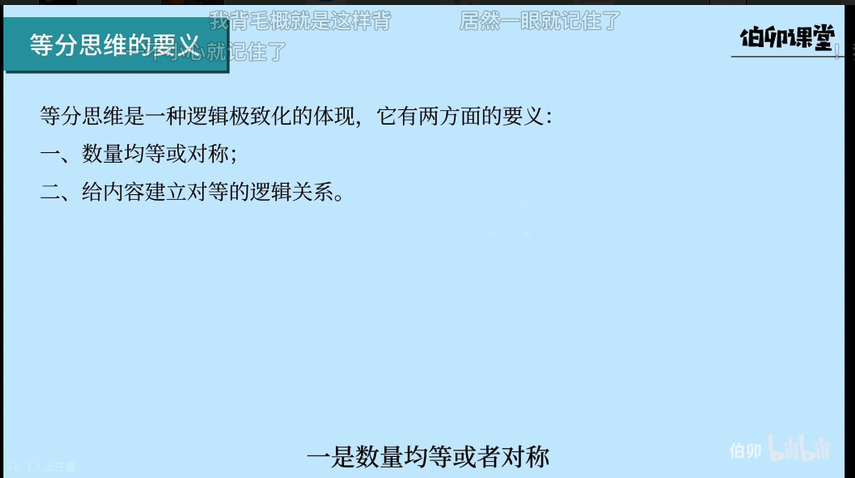 我背毛概就是这样背 居然一眼就记住了
等分思维的要义
小心就记住了
伯卯课堂
！
等分思维是一种逻辑极致化的体现，它有两方面的要义：
一、数量均等或对称；
二、给内容建立对等的逻辑关系。
伯卯 bilibili
一是数量均等或者对称
1人正在看